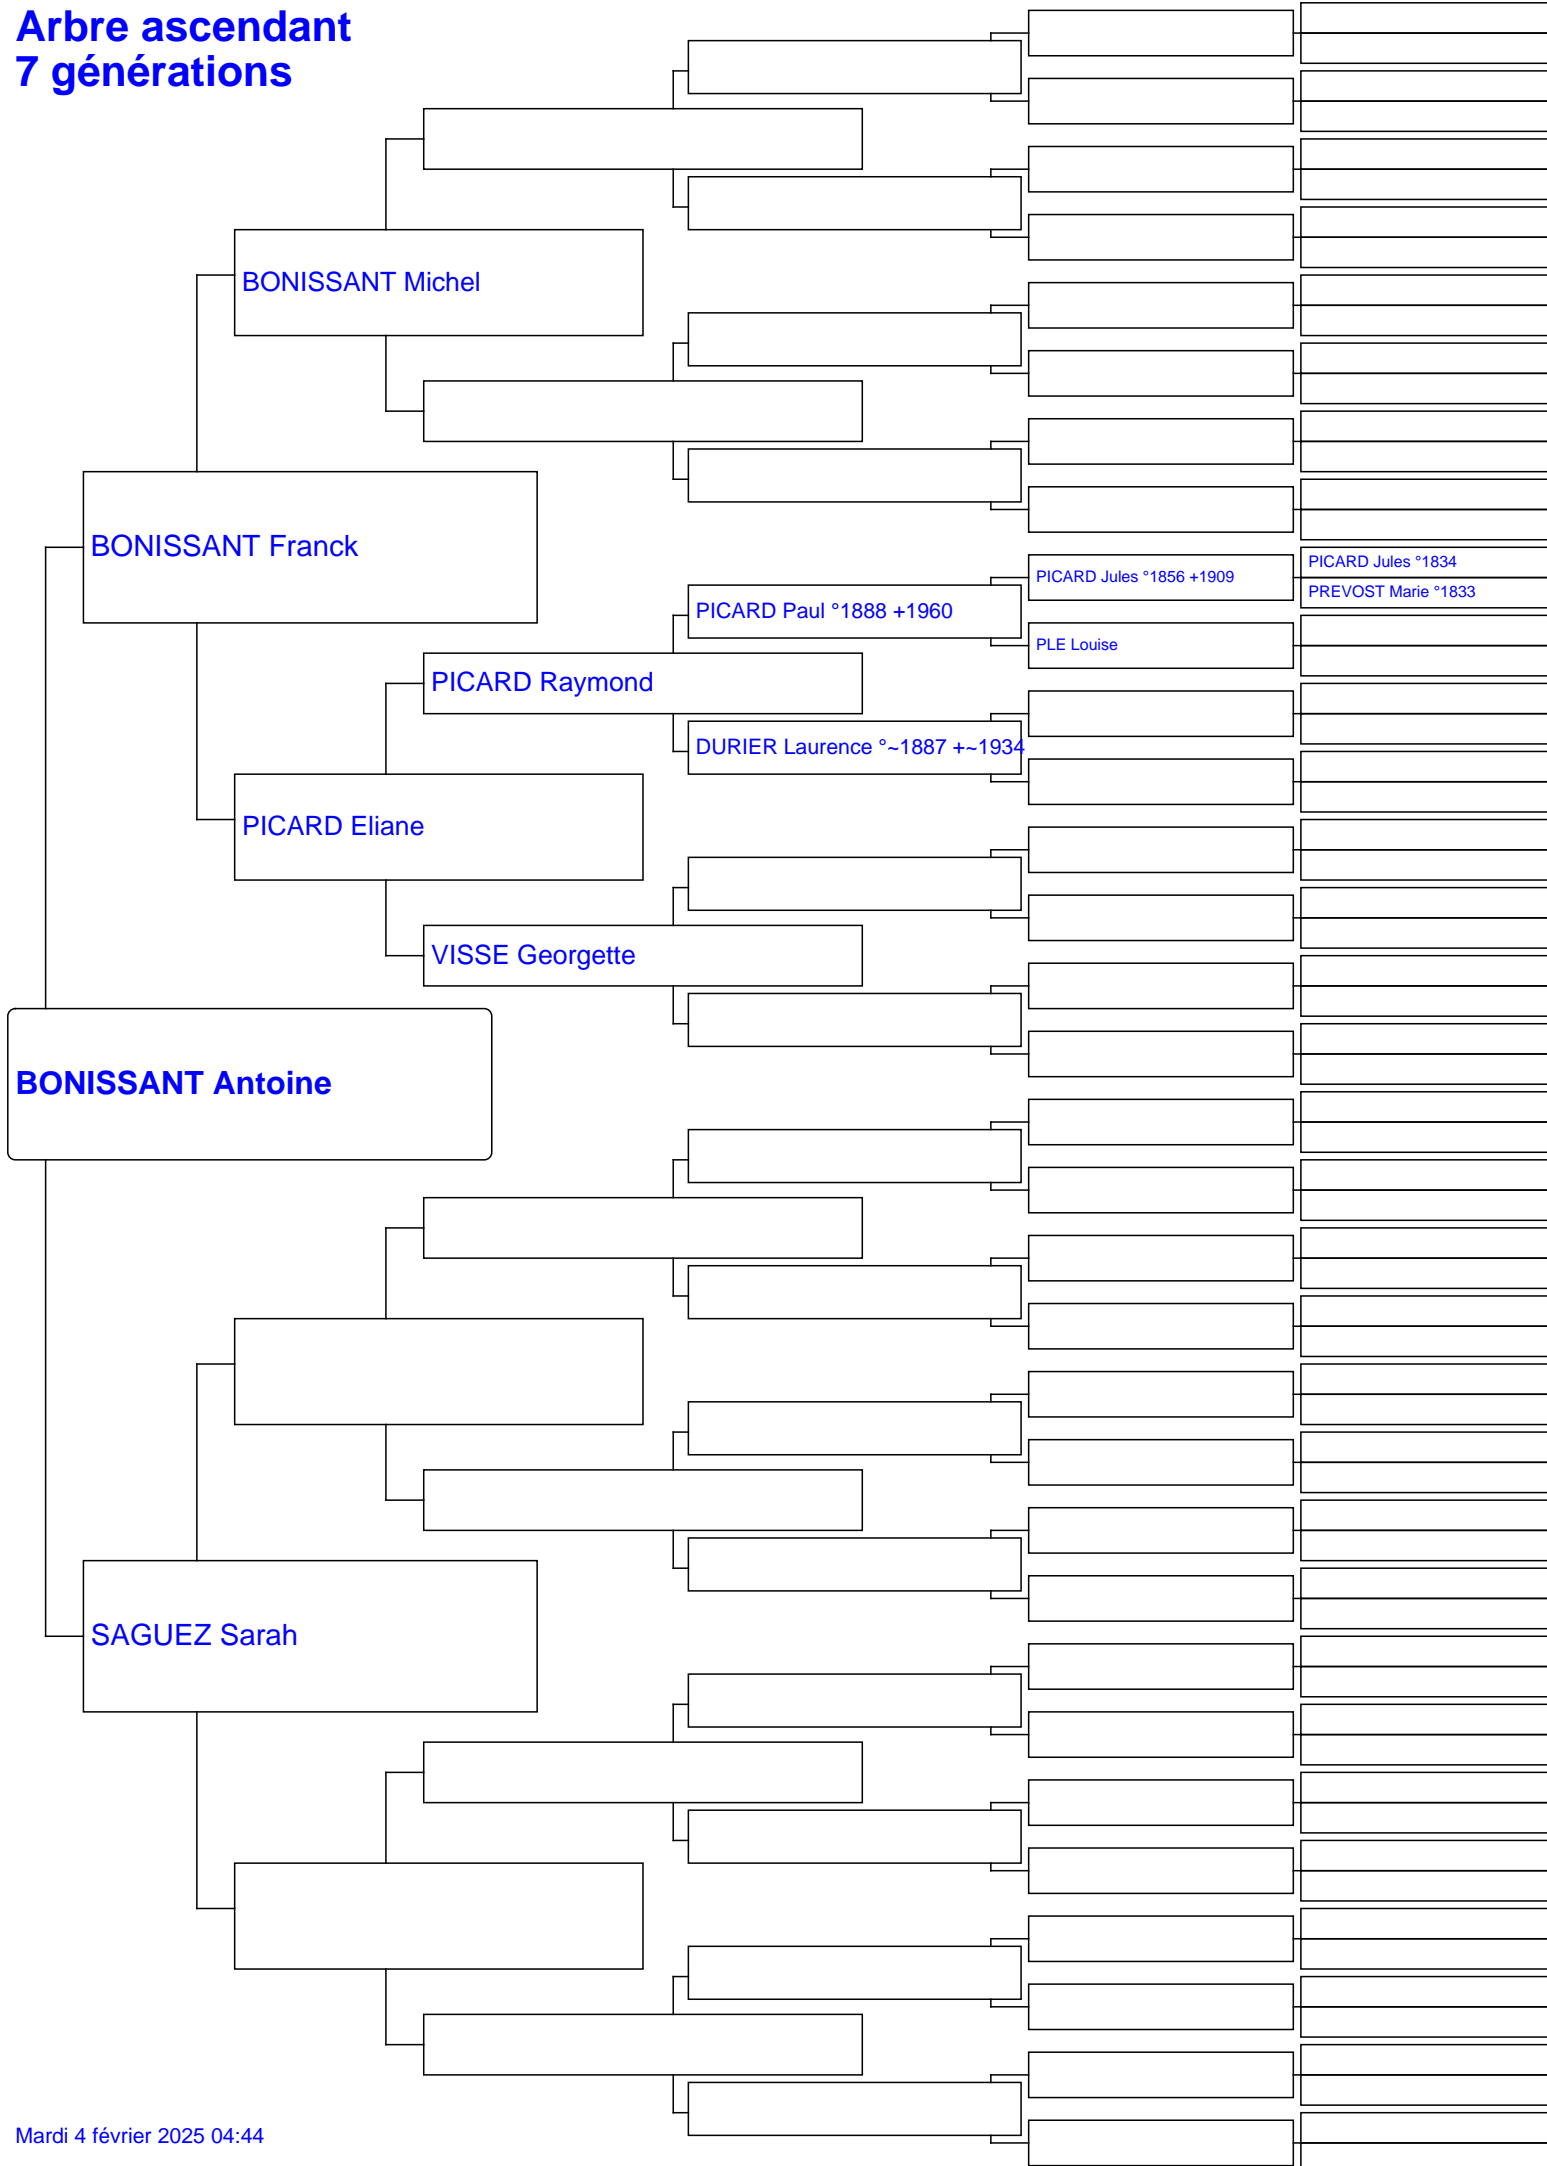 Arbre ascendant
7 générations
BONISSANT Michel
BONISSANT Franck
PICARD Jules °1834
PICARD Jules °1856 +1909
PREVOST Marie °1833
PICARD Paul °1888 +1960
PLE Louise
PICARD Raymond
DURIER Laurence °~1887 +~1934
PICARD Eliane
VISSE Georgette
BONISSANT Antoine
SAGUEZ Sarah
Mardi 4 février 2025 04:44